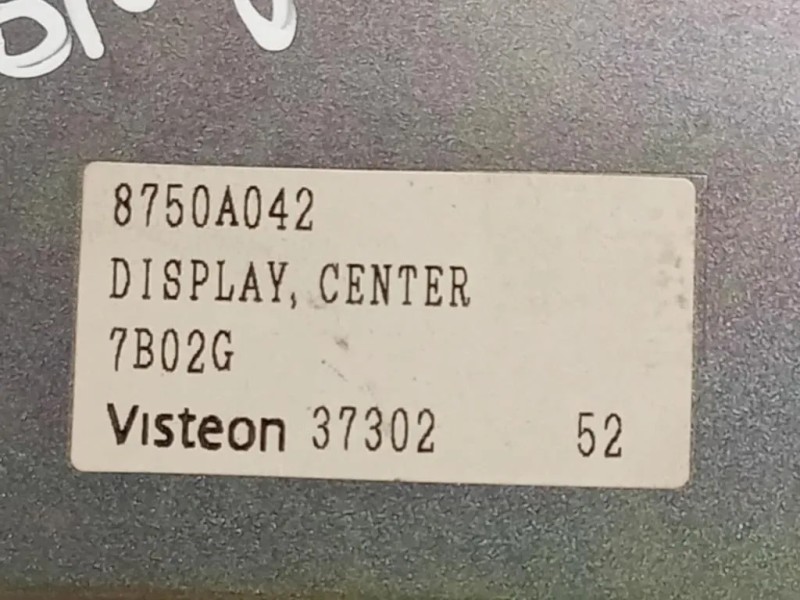 8750A042
DISPLAY, CENTER
7B02G
Visteon 37302 52